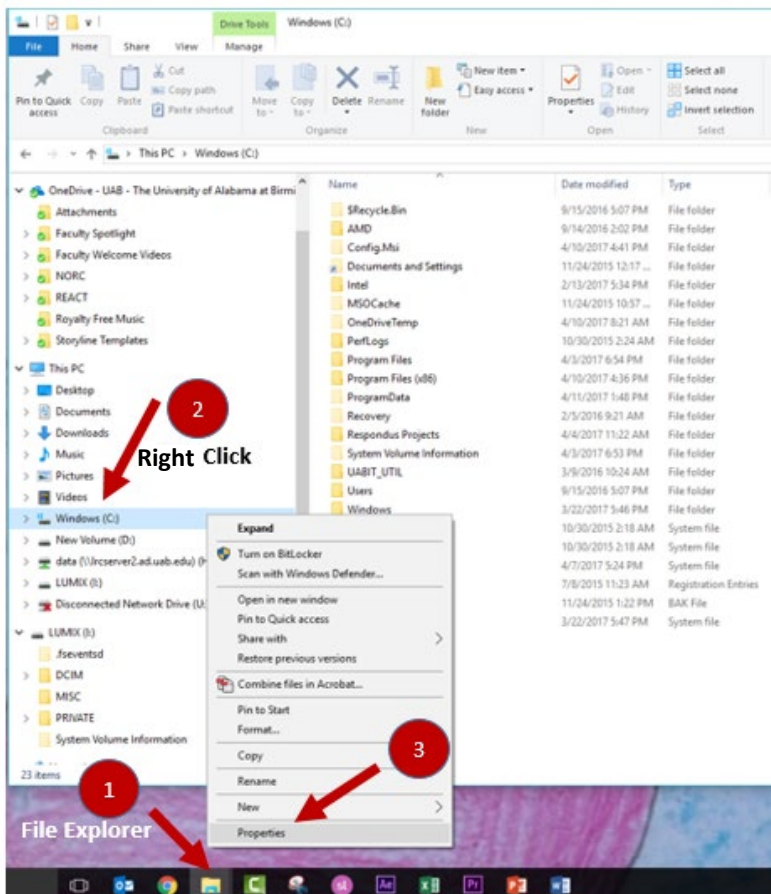 Drive Tools Windows (C:)
File Home Share View Manage
Pin to Quick access
Copy
Paste
Cut
Copy path
Paste shortcut
Clipboard
Move to
Copy to
Delete
Rename
Organize
New folder
New item
Easy access
New
Properties
Open
Edit
History
Open
Select all
Select none
Invert selection
Select
This PC > Windows (C:)
OneDrive - UAB - The University of Alabama at Birmi
Attachments
Faculty Spotlight
Faculty Welcome Videos
NORC
REACT
Royalty Free Music
Storyline Templates
This PC
Desktop
Documents
Downloads
Music
Pictures
Videos
Windows (C:)
New Volume (D:)
data (\\lrcserver2.ad.uab.edu) (H
LUMIX (I:)
Disconnected Network Drive (U:
LUMIX (I:)
.fseventsd
DCIM
MISC
PRIVATE
System Volume Information
23 items
Name Date modified Type
$Recycle.Bin 9/15/2016 5:07 PM File folder
AMD 9/14/2016 2:02 PM File folder
Config.Msi 4/10/2017 4:41 PM File folder
Documents and Settings 11/24/2015 12:17 ... File folder
Intel 2/13/2017 5:34 PM File folder
MSOCache 11/24/2015 10:57 ... File folder
OneDriveTemp 4/10/2017 8:21 AM File folder
PerfLogs 10/30/2015 2:24 AM File folder
Program Files 4/3/2017 6:54 PM File folder
Program Files (x86) 4/10/2017 4:36 PM File folder
ProgramData 4/11/2017 1:48 PM File folder
Recovery 2/5/2016 9:21 AM File folder
Respondus Projects 4/4/2017 11:22 AM File folder
System Volume Information 4/3/2017 6:53 PM File folder
UABIT_UTIL 3/9/2016 10:24 AM File folder
Users 9/15/2016 5:07 PM File folder
Windows 3/22/2017 5:46 PM File folder
10/30/2015 2:18 AM System file
10/30/2015 2:18 AM System file
4/7/2017 5:24 PM System file
7/8/2015 11:23 AM Registration Entries
11/24/2015 1:22 PM BAK File
3/22/2017 5:47 PM System file
2
Right Click
Expand
Turn on BitLocker
Scan with Windows Defender...
Open in new window
Pin to Quick access
Share with
Restore previous versions
Combine files in Acrobat...
Pin to Start
Format...
Copy
Rename
New
Properties
3
1
File Explorer
Ae
Pr